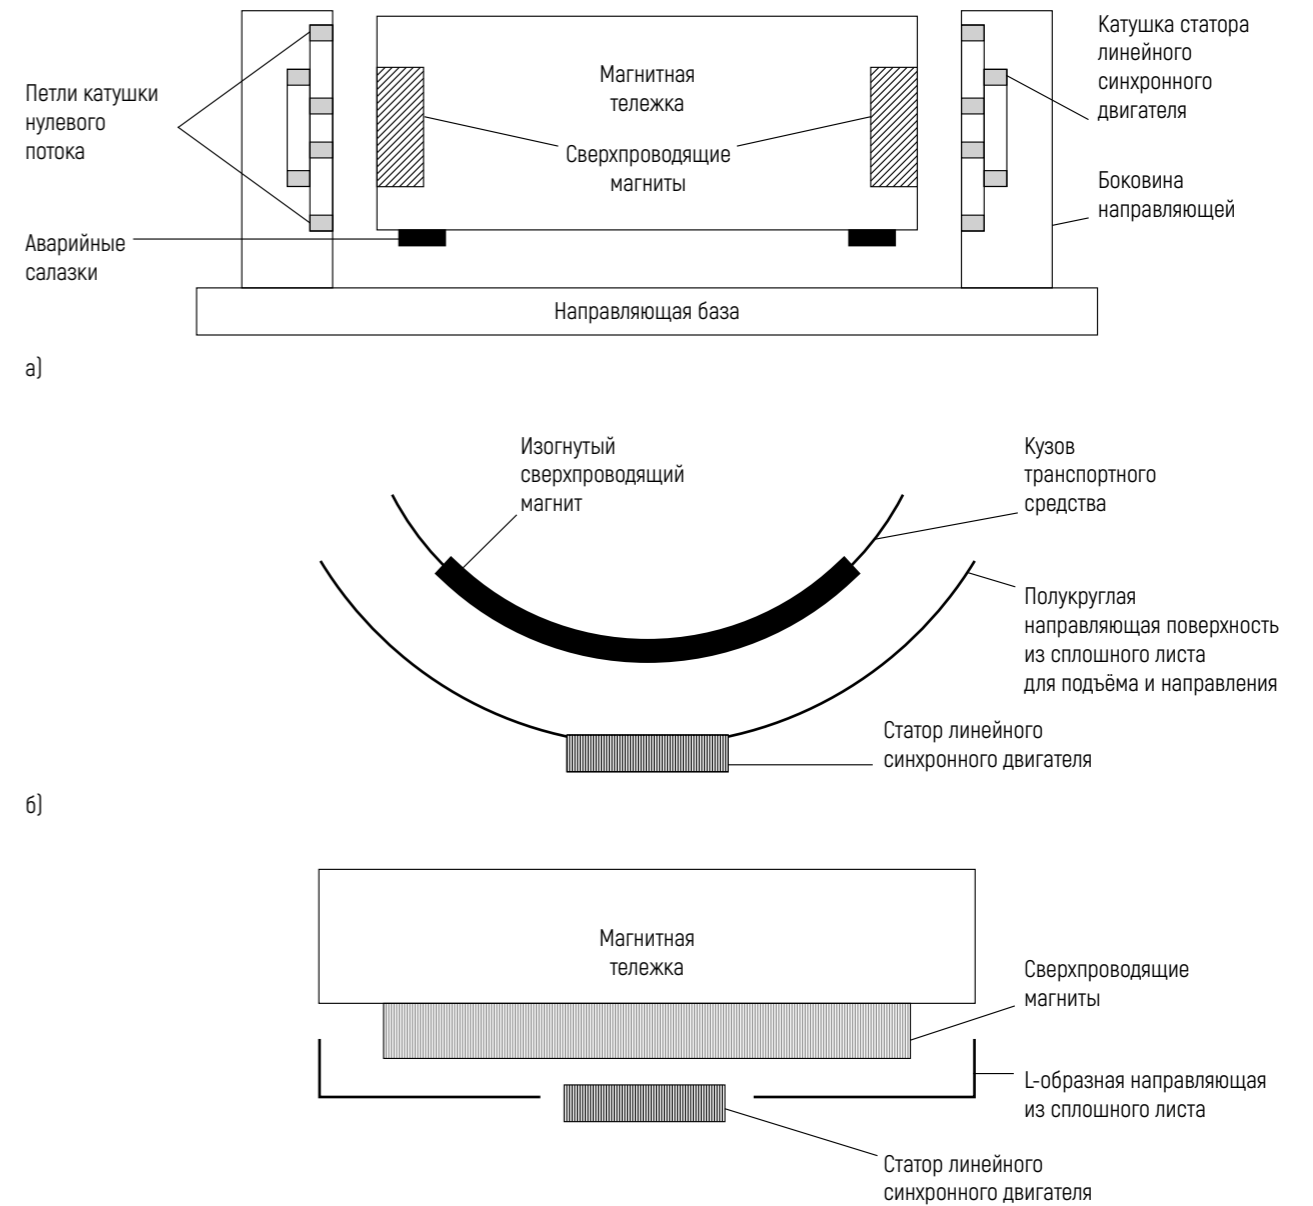 Петли катушки
нулевого
потока
Магнитная
тележка
Сверхпроводящие
магниты
Катушка статора
линейного
синхронного
двигателя
Боковина
направляющей
Аварийные
салазки
Направляющая база
а)
Изогнутый
сверхпроводящий
магнит
Кузов
транспортного
средства
Полукруглая
направляющая поверхность
из сплошного листа
для подъёма и направления
Статор линейного
синхронного двигателя
б)
Магнитная
тележка
Сверхпроводящие
магниты
L-образная направляющая
из сплошного листа
Статор линейного
синхронного двигателя